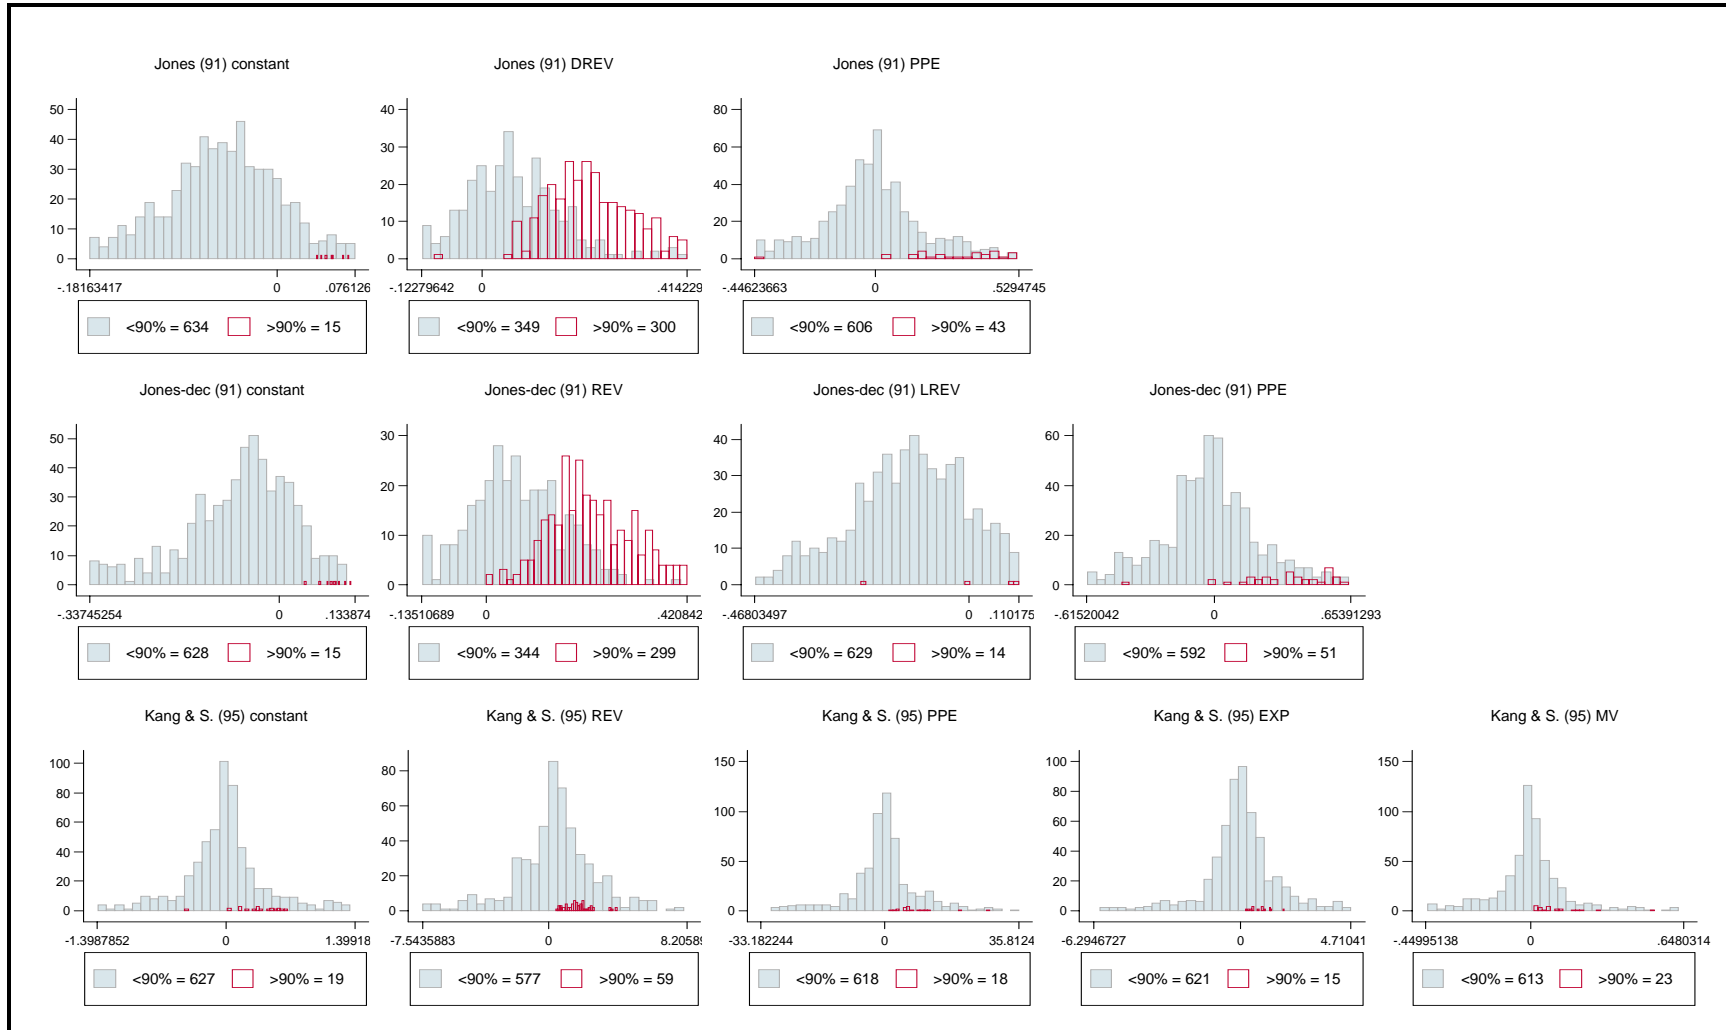 Jones (91) constant
Jones (91) DREV
Jones (91) PPE
50
40
30
20
10
0
-.18163417
0
.076126
<90% = 634
>90% = 15
40
30
20
10
0
-.12279642
0
.414229
<90% = 349
>90% = 300
80
60
40
20
0
-.44623663
0
.5294745
<90% = 606
>90% = 43
Jones-dec (91) constant
Jones-dec (91) REV
Jones-dec (91) LREV
Jones-dec (91) PPE
50
40
30
20
10
0
-.33745254
0
.133874
<90% = 628
>90% = 15
30
20
10
0
-.13510689
0
.420842
<90% = 344
>90% = 299
40
30
20
10
0
-.46803497
0
.110175
<90% = 629
>90% = 14
60
40
20
0
-.61520042
0
.65391293
<90% = 592
>90% = 51
Kang & S. (95) constant
Kang & S. (95) REV
Kang & S. (95) PPE
Kang & S. (95) EXP
Kang & S. (95) MV
100
80
60
40
20
0
-1.3987852
0
1.39918
<90% = 627
>90% = 19
80
60
40
20
0
-7.5435883
0
8.20589
<90% = 577
>90% = 59
150
100
50
0
-33.182244
0
35.8124
<90% = 618
>90% = 18
100
80
60
40
20
0
-6.2946727
0
4.71041
<90% = 621
>90% = 15
150
100
50
0
-.44995138
0
.6480314
<90% = 613
>90% = 23